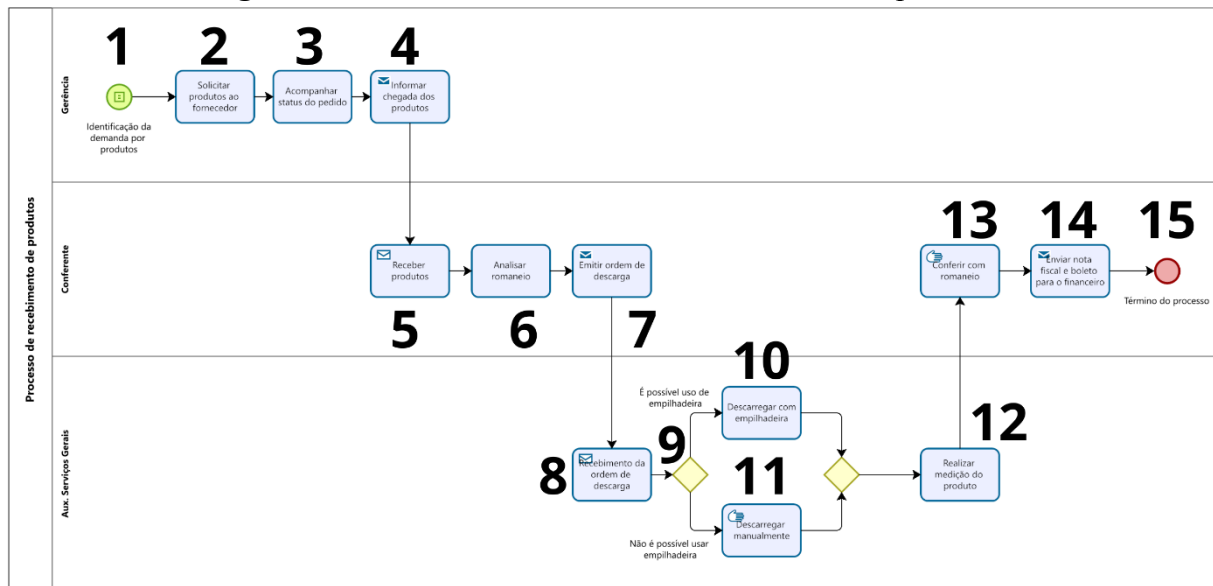 Processo de recebimento de produtos
Gerência
1
2
3
4
Identificação da
demanda por
produtos
Solicitar
produtos ao
fornecedor
Acompanhar
status do pedido
Informar
chegada dos
produtos
Conferente
Receber
produtos
Analisar
romaneio
Emitir ordem de
descarga
5
6
7
13
14
15
Conferir com
romaneio
Enviar nota
fiscal e boleto
para o financeiro
Término do processo
Aux. Serviços Gerais
8
Recebimento da
ordem de
descarga
9
É possível uso de
empilhadeira
10
Descarregar com
empilhadeira
Não é possível usar
empilhadeira
11
Descarregar
manualmente
12
Realizar
medição do
produto